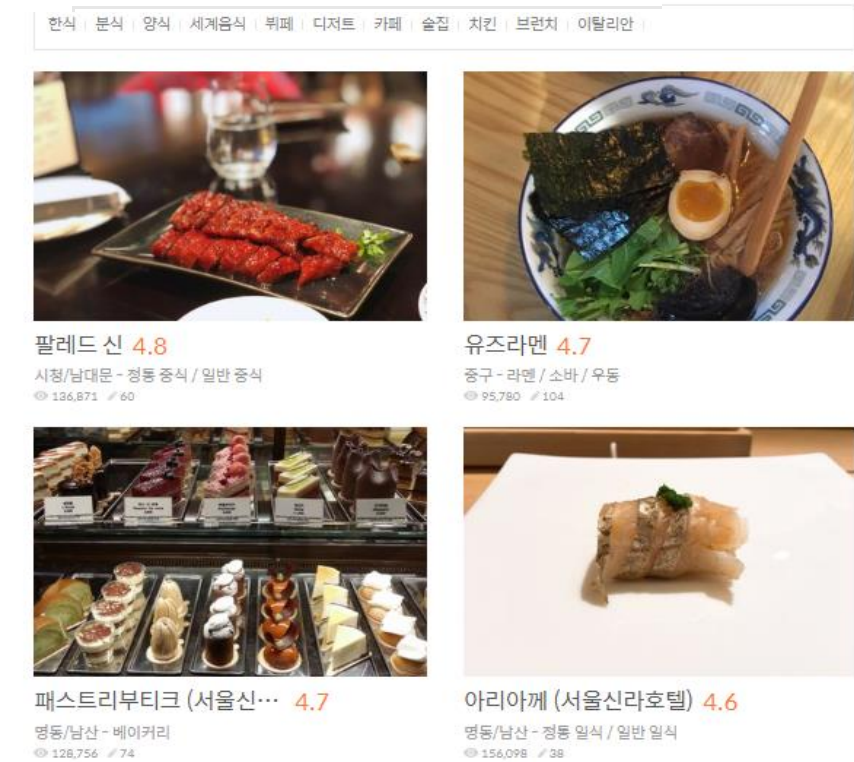 한식 분식 양식 세계음식 뷔페 디저트 카페 술집 치킨 브런치 이탈리안
팔레드 신 4.8
시청/남대문 - 정통 중식 / 일반 중식
136,871 60
유즈라멘 4.7
중구 - 라멘 / 소바 / 우동
95,780 104
패스트리부티크 (서울신… 4.7
명동/남산 - 베이커리
128,756 74
아리아께 (서울신라호텔) 4.6
명동/남산 - 정통 일식 / 일반 일식
156,098 38